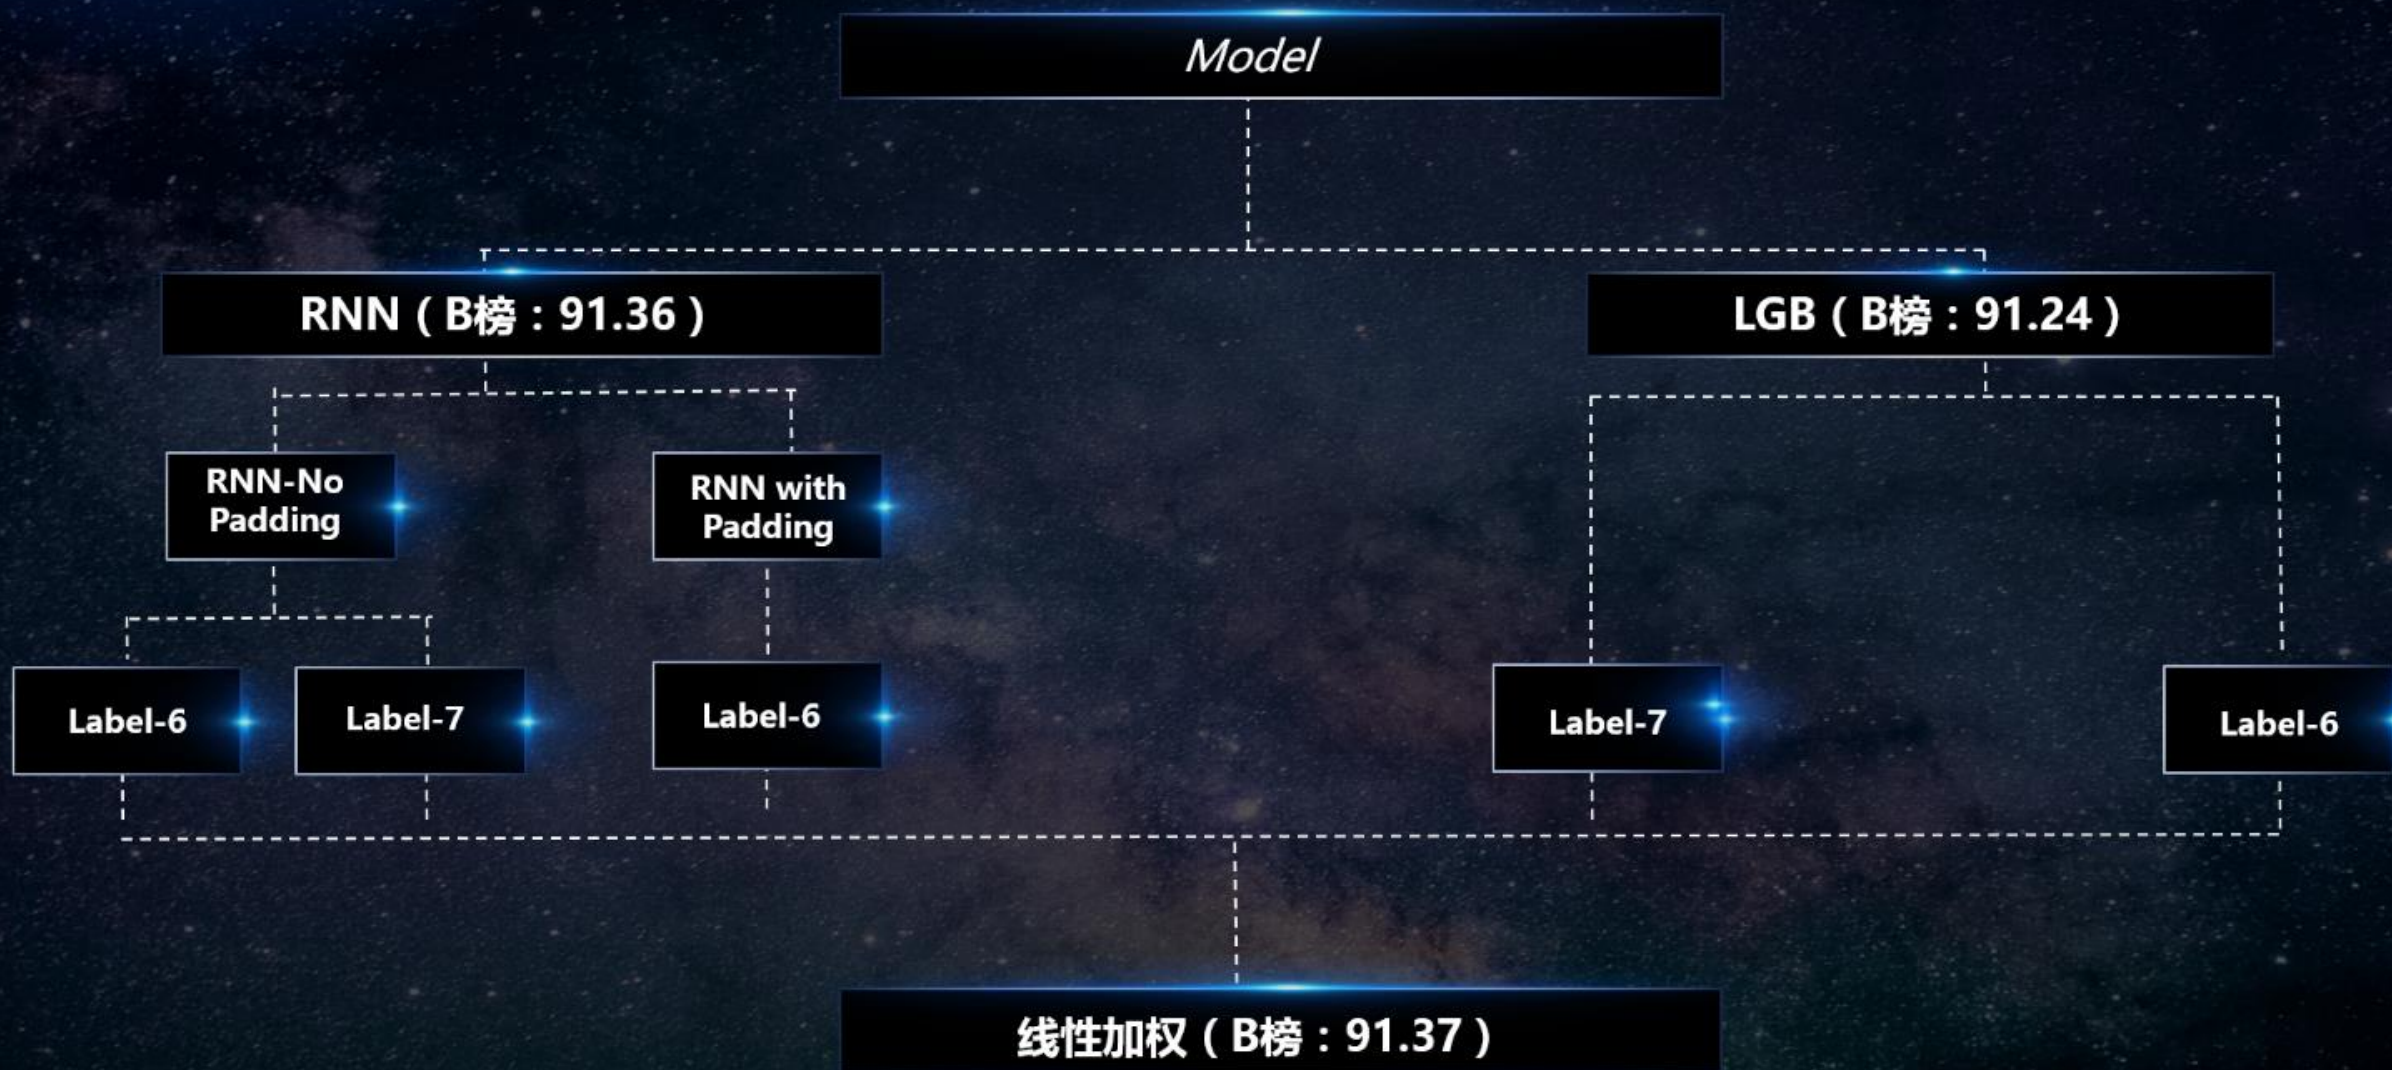 Model
RNN（B榜：91.36）
LGB（B榜：91.24）
RNN-No
Padding
RNN with
Padding
Label-6
Label-7
Label-6
Label-7
Label-6
线性加权（B榜：91.37）